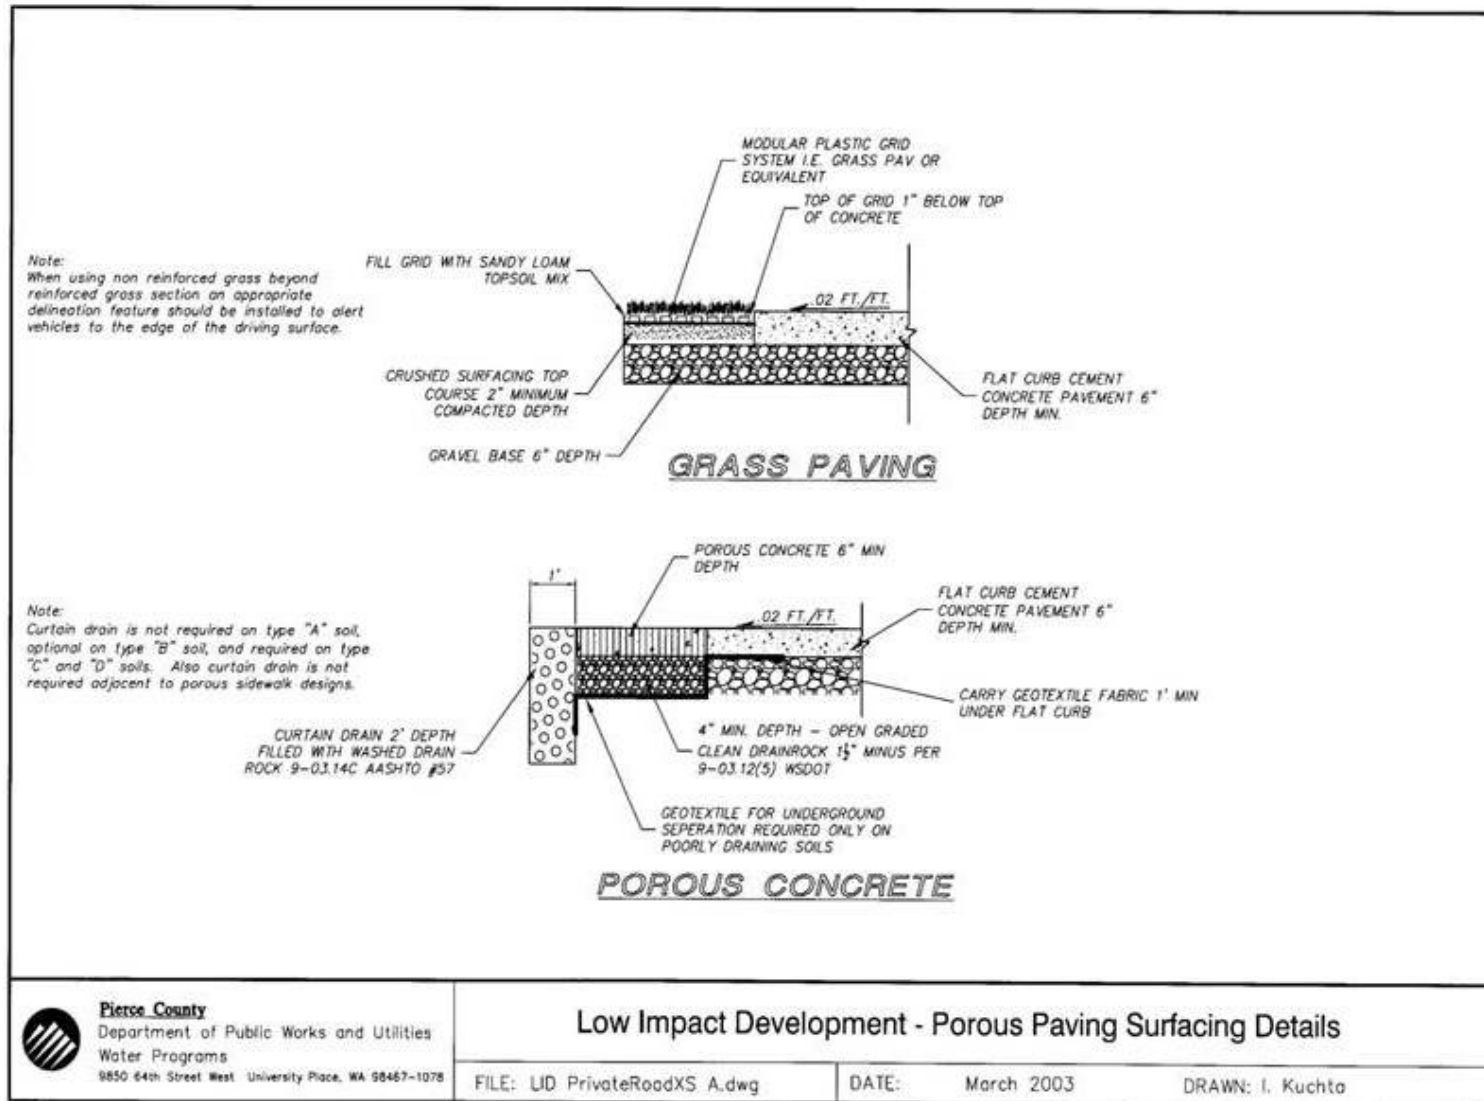 MODULAR PLASTIC GRID
SYSTEM I.E. GRASS PAV OR
EQUIVALENT
TOP OF GRID 1" BELOW TOP
OF CONCRETE
Note:
When using non reinforced grass beyond
reinforced grass section an appropriate
delineation feature should be installed to alert
vehicles to the edge of the driving surface.
FILL GRID WITH SANDY LOAM
TOPSOIL MIX
.02 FT./FT.
CRUSHED SURFACING TOP
COURSE 2" MINIMUM
COMPACTED DEPTH
FLAT CURB CEMENT
CONCRETE PAVEMENT 6"
DEPTH MIN.
GRAVEL BASE 6" DEPTH
GRASS PAVING
POROUS CONCRETE 6" MIN
DEPTH
1'
Note:
Curtain drain is not required on type "A" soil,
optional on type "B" soil, and required on type
"C" and "D" soils. Also curtain drain is not
required adjacent to porous sidewalk designs.
.02 FT./FT.
FLAT CURB CEMENT
CONCRETE PAVEMENT 6"
DEPTH MIN.
CARRY GEOTEXTILE FABRIC 1' MIN
UNDER FLAT CURB
CURTAIN DRAIN 2' DEPTH
FILLED WITH WASHED DRAIN
ROCK 9-03.14C AASHTO #57
4" MIN. DEPTH - OPEN GRADED
CLEAN DRAINROCK 1½" MINUS PER
9-03.12(5) WSDOT
GEOTEXTILE FOR UNDERGROUND
SEPERATION REQUIRED ONLY ON
POORLY DRAINING SOILS
POROUS CONCRETE
Pierce County
Department of Public Works and Utilities
Water Programs
9850 64th Street West University Place, WA 98467-1078
Low Impact Development - Porous Paving Surfacing Details
FILE: LID PrivateRoadXS A.dwg
DATE: March 2003
DRAWN: I. Kuchta